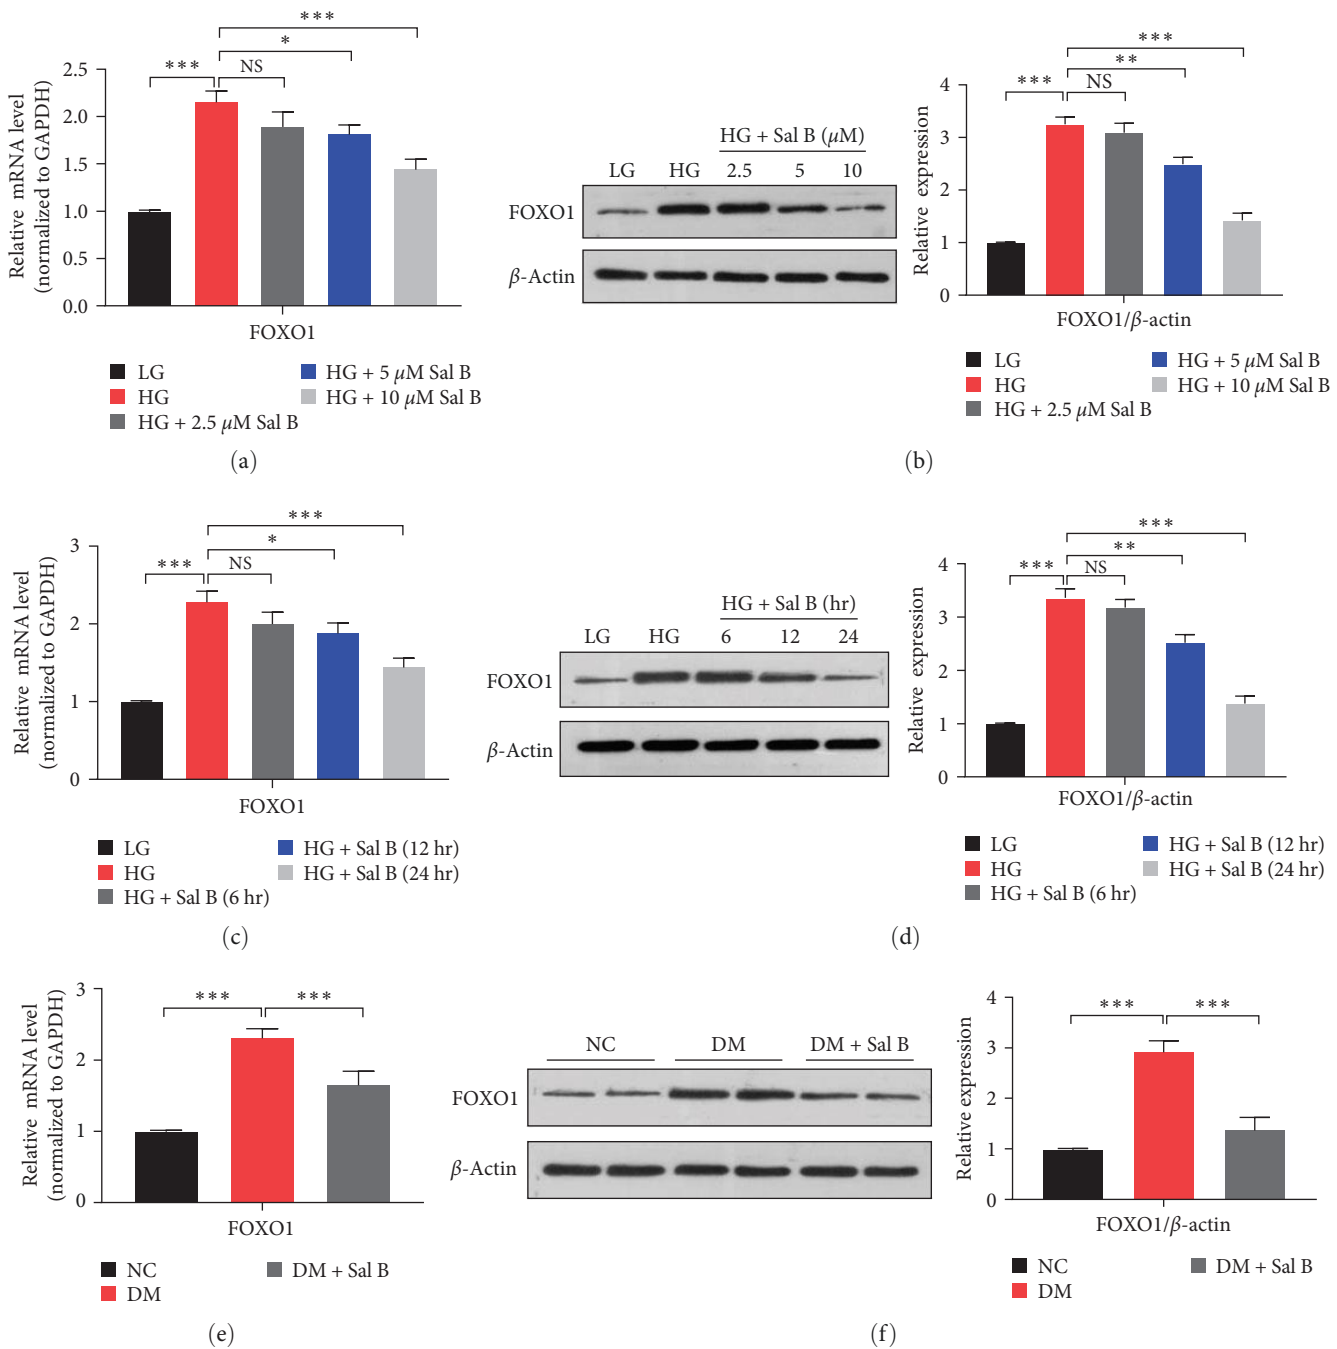 ***
*
*** NS
2.5
2.0
1.5
1.0
0.5
0.0
Relative mRNA level
(normalized to GAPDH)
FOXO1
LG
HG
HG + 2.5 μM Sal B
HG + 5 μM Sal B
HG + 10 μM Sal B
(a)
HG + Sal B (μM)
LG HG 2.5 5 10
FOXO1
β-Actin
***
**
*** NS
4
3
2
1
0
Relative expression
FOXO1/β-actin
LG
HG
HG + 2.5 μM Sal B
HG + 5 μM Sal B
HG + 10 μM Sal B
(b)
***
*
*** NS
3
2
1
0
Relative mRNA level
(normalized to GAPDH)
FOXO1
LG
HG
HG + Sal B (6 hr)
HG + Sal B (12 hr)
HG + Sal B (24 hr)
(c)
HG + Sal B (hr)
LG HG 6 12 24
FOXO1
β-Actin
***
**
*** NS
4
3
2
1
0
Relative expression
FOXO1/β-actin
LG
HG
HG + Sal B (6 hr)
HG + Sal B (12 hr)
HG + Sal B (24 hr)
(d)
*** ***
3
2
1
0
Relative mRNA level
(normalized to GAPDH)
FOXO1
NC
DM
DM + Sal B
(e)
NC DM DM + Sal B
FOXO1
β-Actin
*** ***
4
3
2
1
0
Relative expression
FOXO1/β-actin
NC
DM
DM + Sal B
(f)